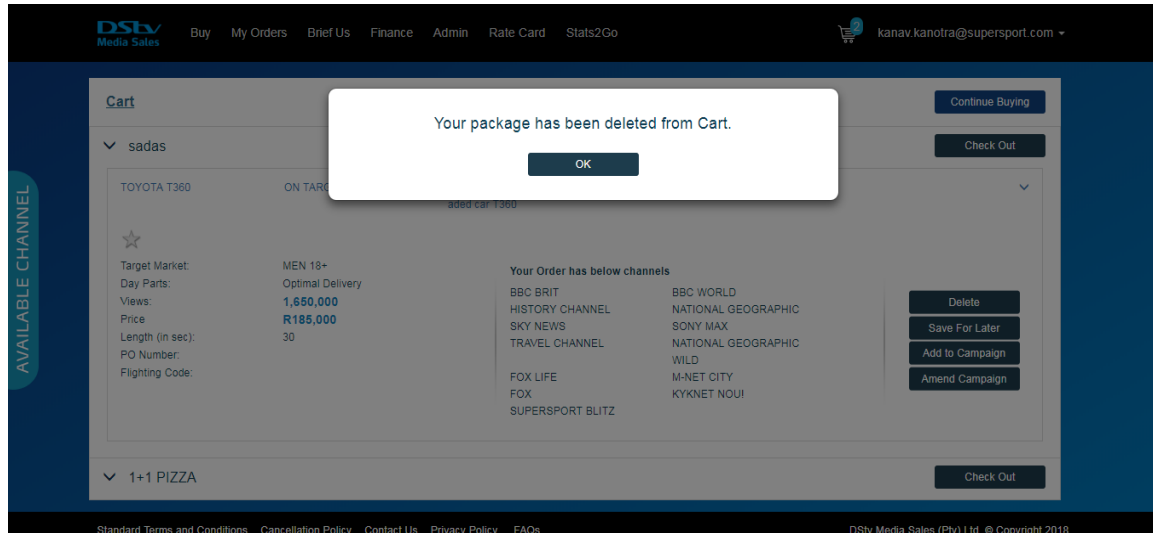 DStv
Media Sales
Buy My Orders Brief Us Finance Admin Rate Card Stats2Go
2
kanav.kanotra@supersport.com
Cart
Continue Buying
Your package has been deleted from Cart.
OK
sadas
Check Out
TOYOTA T360
ON TARG
aded car T360
AVAILABLE CHANNEL
Target Market: MEN 18+
Day Parts: Optimal Delivery
Views: 1,650,000
Price R185,000
Length (in sec): 30
PO Number:
Flighting Code:
Your Order has below channels
BBC BRIT BBC WORLD
HISTORY CHANNEL NATIONAL GEOGRAPHIC
SKY NEWS SONY MAX
TRAVEL CHANNEL NATIONAL GEOGRAPHIC
WILD
FOX LIFE M-NET CITY
FOX KYKNET NOU!
SUPERSPORT BLITZ
Delete
Save For Later
Add to Campaign
Amend Campaign
1+1 PIZZA
Check Out
Standard Terms and Conditions Cancellation Policy Contact Us Privacy Policy FAQs
DStv Media Sales (Pty) Ltd. © Copyright 2018